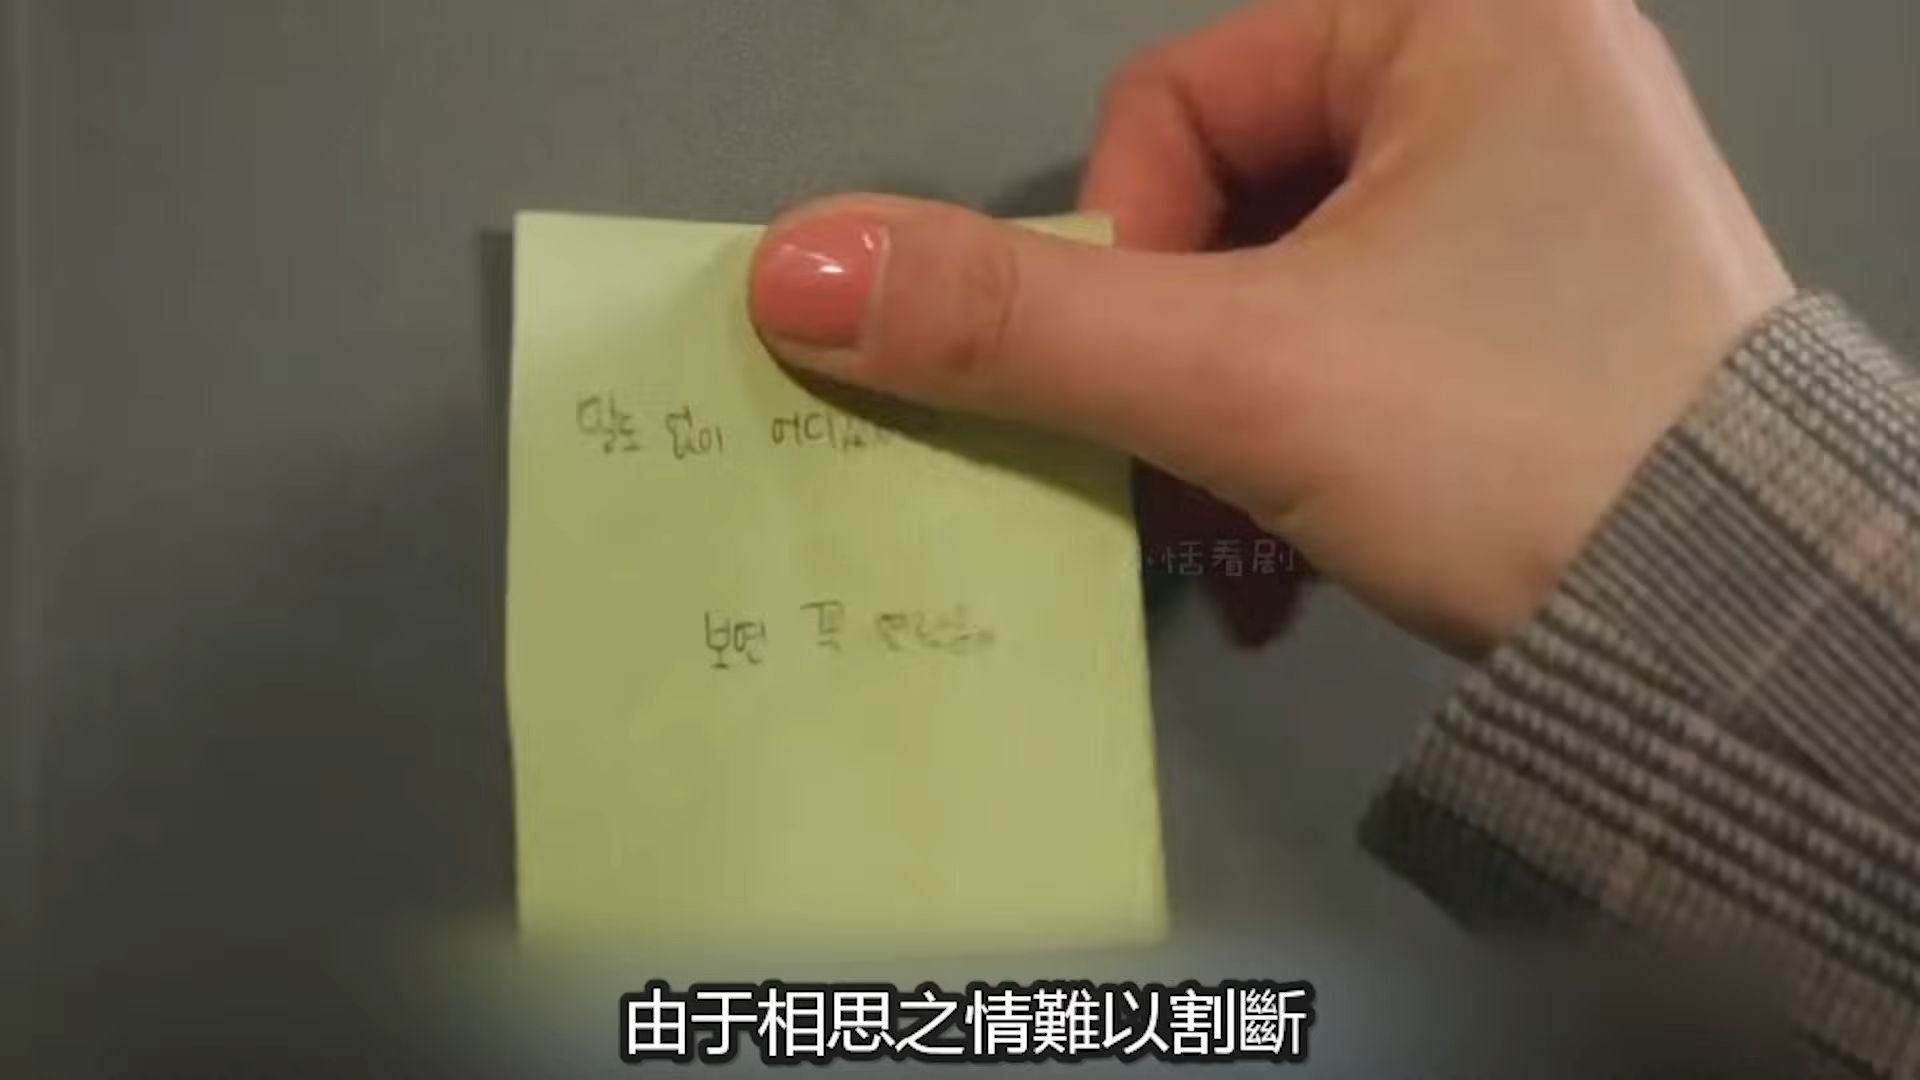 말도 없이 어디
보면 꼭
恬看剧
由于相思之情難以割斷